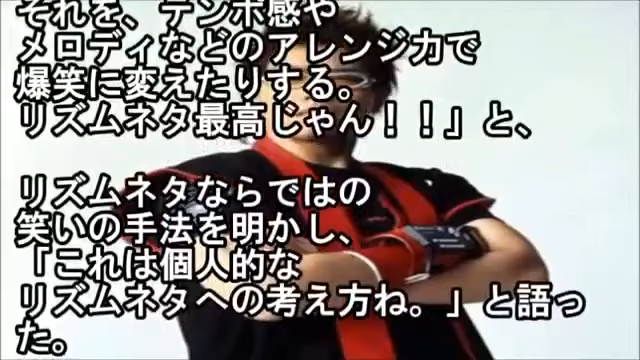 それを、テンポ感や
メロディなどのアレンジ力で
爆笑に変えたりする。
リズムネタ最高じゃん！！」と、
リズムネタならではの
笑いの手法を明かし、
「これは個人的な
リズムネタへの考え方ね。」と語っ
た。